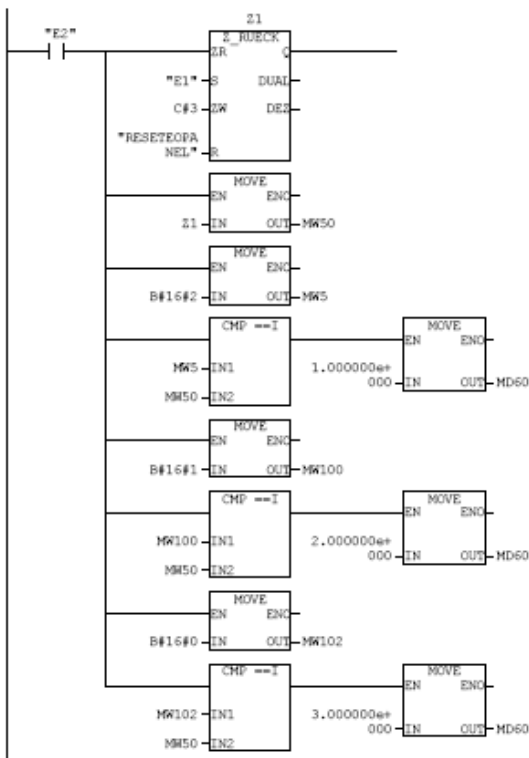 Z1
"E2" Z_RUECK
ZR Q
"E1" S DUAL
C#3 ZW DEZ
"RESETEOPA
NEL" R
MOVE
EN ENO
Z1 IN OUT MW50
MOVE
EN ENO
B#16#2 IN OUT MW5
CMP ==I MOVE
EN ENO
MW5 IN1 1.000000e+
000 IN OUT MD60
MW50 IN2
MOVE
EN ENO
B#16#1 IN OUT MW100
CMP ==I MOVE
EN ENO
MW100 IN1 2.000000e+
000 IN OUT MD60
MW50 IN2
MOVE
EN ENO
B#16#0 IN OUT MW102
CMP ==I MOVE
EN ENO
MW102 IN1 3.000000e+
000 IN OUT MD60
MW50 IN2